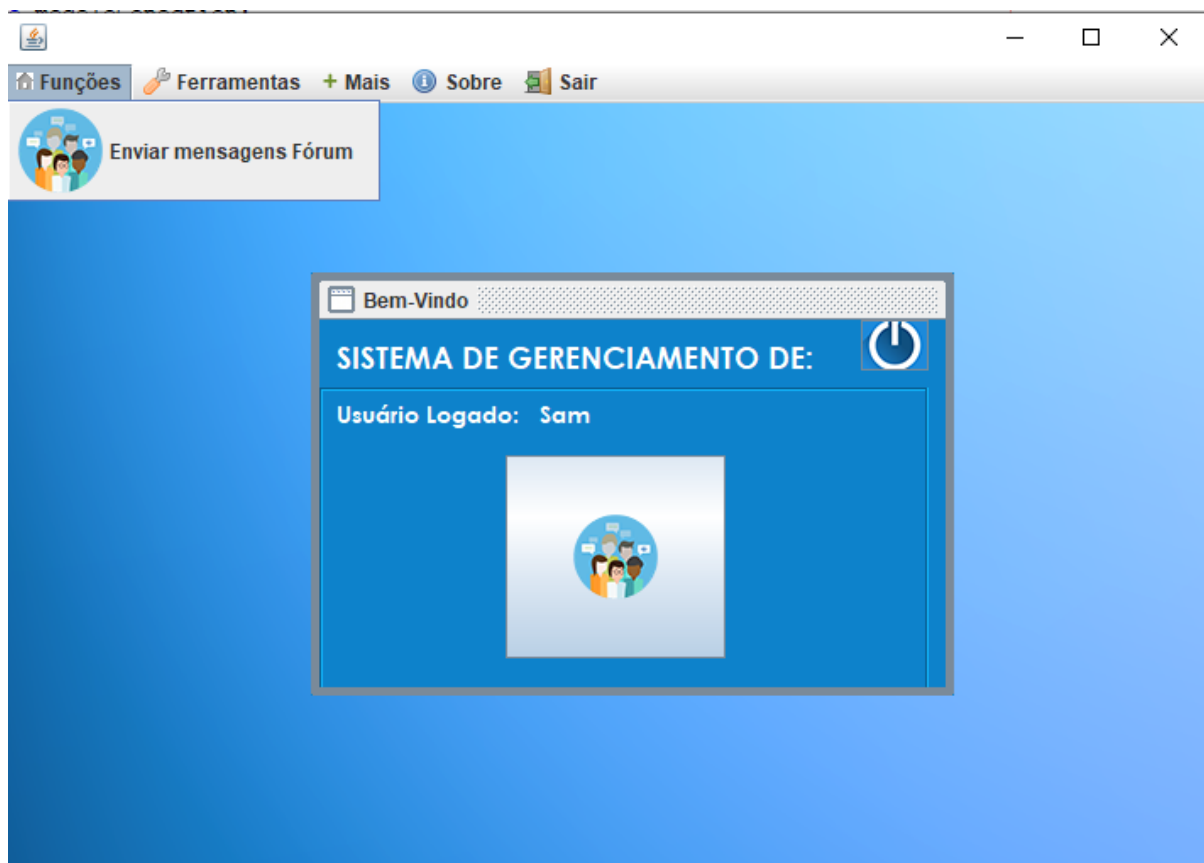 Funções Ferramentas + Mais Sobre Sair
Enviar mensagens Fórum
Bem-Vindo
SISTEMA DE GERENCIAMENTO DE:
Usuário Logado: Sam